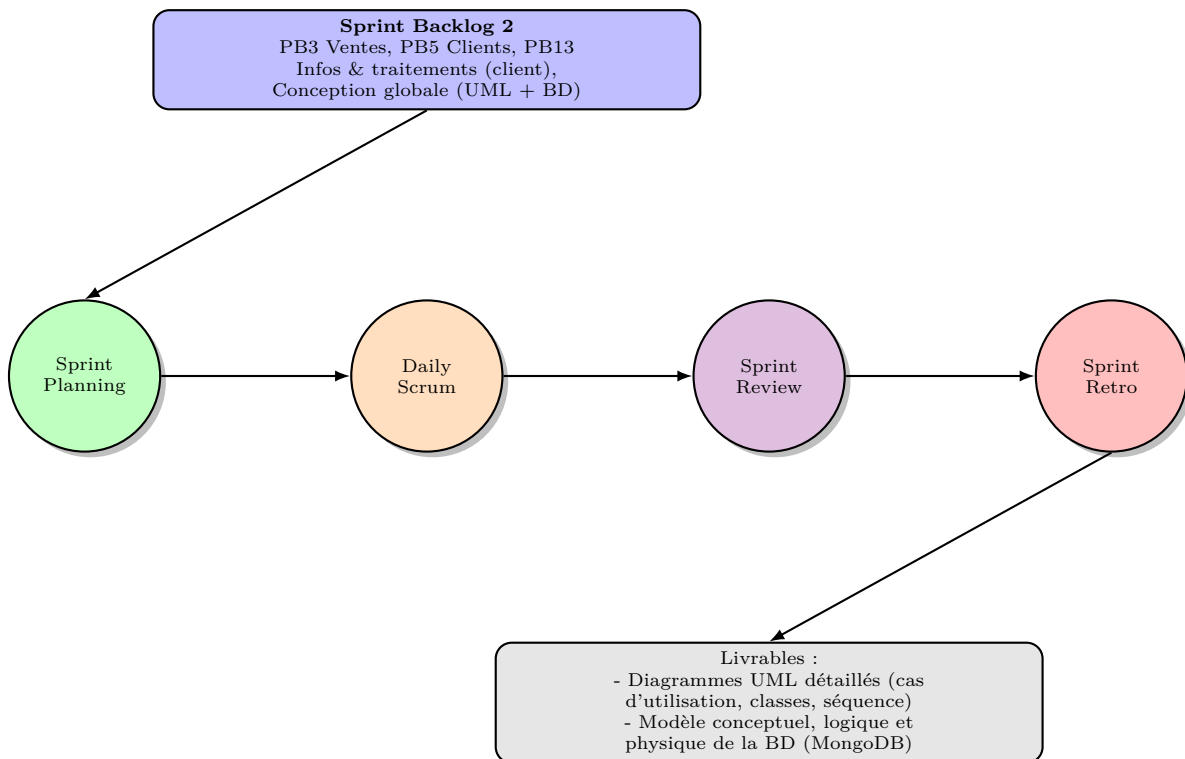 Sprint Backlog 2
PB3 Ventes, PB5 Clients, PB13
Infos & traitements (client),
Conception globale (UML + BD)
Sprint
Planning
Daily
Scrum
Sprint
Review
Sprint
Retro
Livrables :
- Diagrammes UML détaillés (cas
d'utilisation, classes, séquence)
- Modèle conceptuel, logique et
physique de la BD (MongoDB)